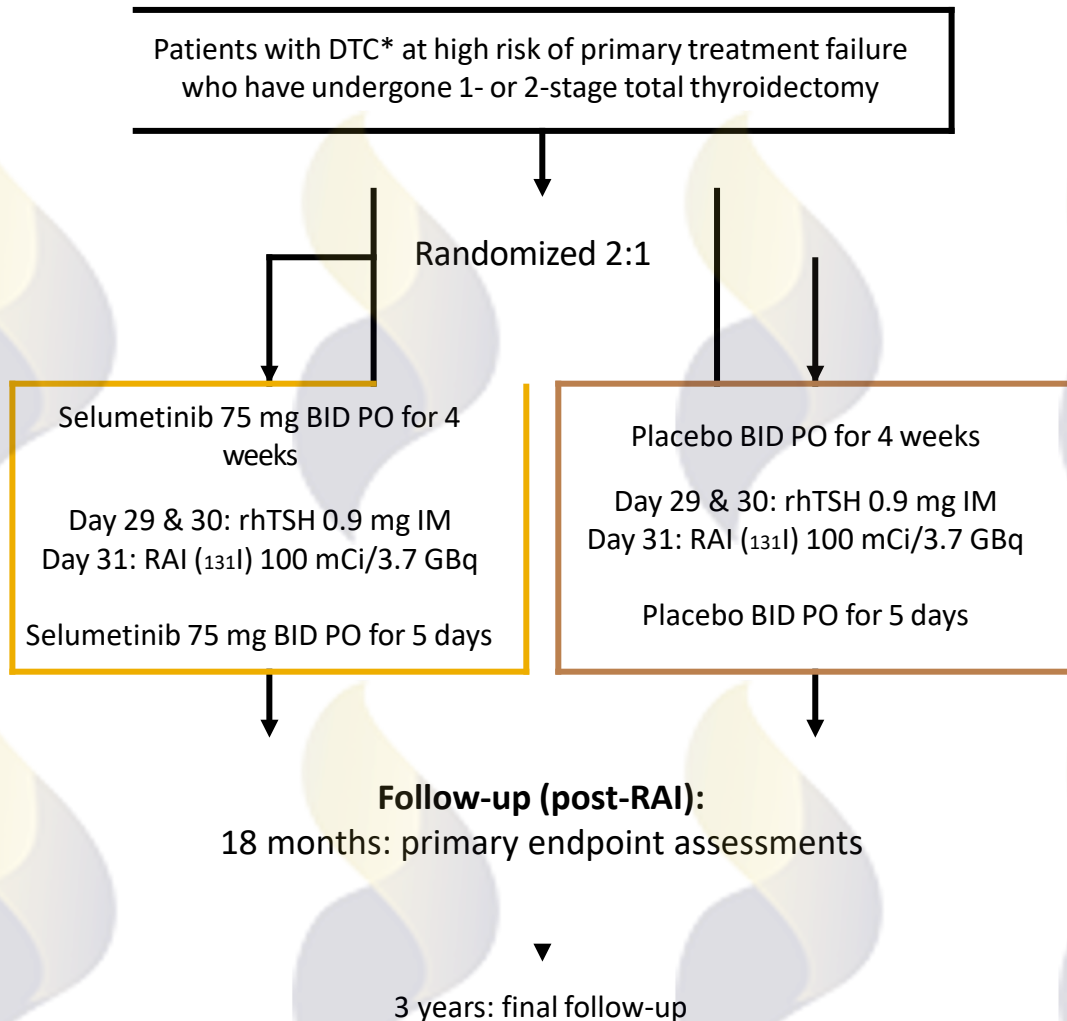 Patients with DTC* at high risk of primary treatment failure
who have undergone 1- or 2-stage total thyroidectomy
Randomized 2:1
Selumetinib 75 mg BID PO for 4
weeks
Day 29 & 30: rhTSH 0.9 mg IM
Day 31: RAI (131I) 100 mCi/3.7 GBq
Selumetinib 75 mg BID PO for 5 days
Placebo BID PO for 4 weeks
Day 29 & 30: rhTSH 0.9 mg IM
Day 31: RAI (131I) 100 mCi/3.7 GBq
Placebo BID PO for 5 days
Follow-up (post-RAI):
18 months: primary endpoint assessments
3 years: final follow-up